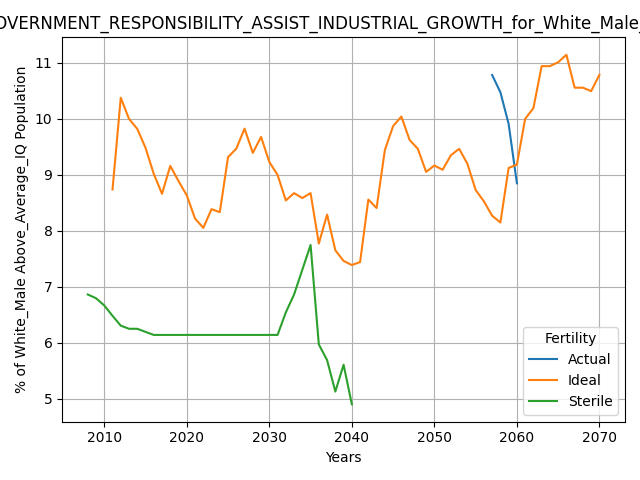 OVERNMENT_RESPONSIBILITY_ASSIST_INDUSTRIAL_GROWTH_for_White_Male_
% of White_Male Above_Average_IQ Population
11
10
9
8
7
6
5
Fertility
Actual
Ideal
Sterile
2010 2020 2030 2040 2050 2060 2070
Years